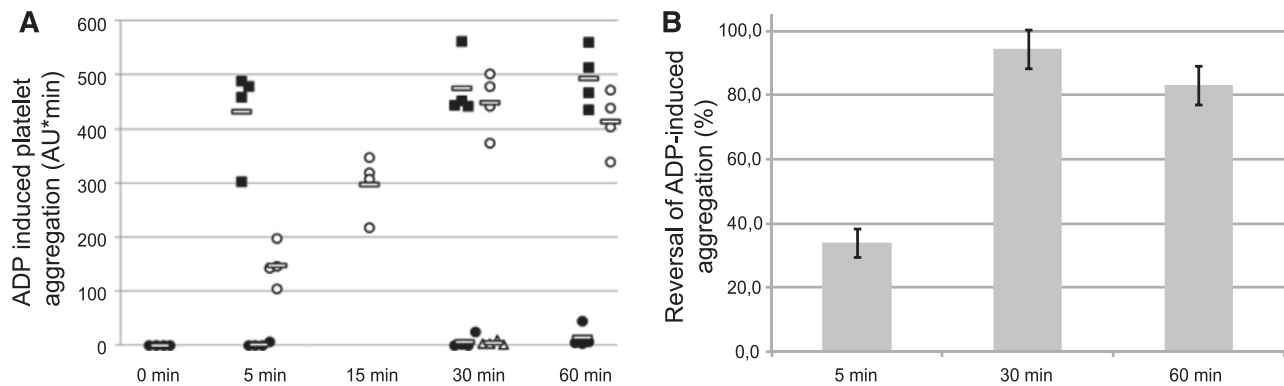 A
ADP induced platelet
aggregation (AU*min)
600
500
400
300
200
100
0
0 min
5 min
15 min
30 min
60 min
B
Reversal of ADP-induced
aggregation (%)
100,0
80,0
60,0
40,0
20,0
0,0
5 min
30 min
60 min